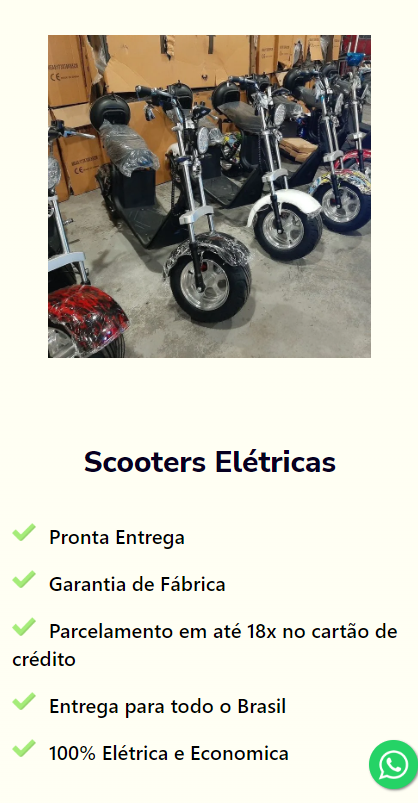 Scooters Elétricas
Pronta Entrega
Garantia de Fábrica
Parcelamento em até 18x no cartão de
crédito
Entrega para todo o Brasil
100% Elétrica e Economica